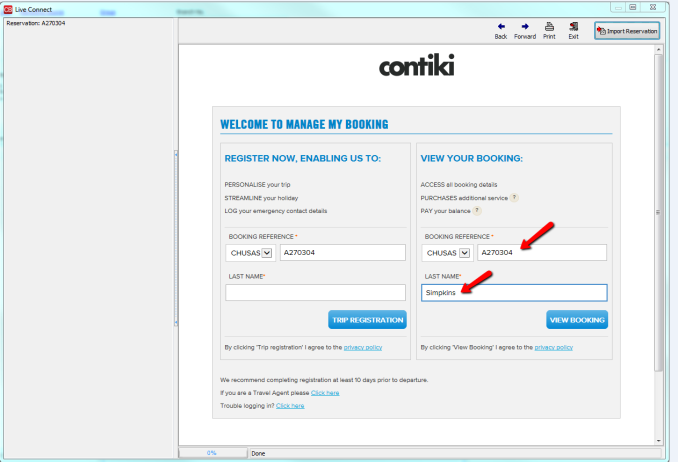 CB Live Connect
Reservation: A270304
Back Forward Print Exit Import Reservation
contiki
WELCOME TO MANAGE MY BOOKING
REGISTER NOW, ENABLING US TO:
PERSONALISE your trip
STREAMLINE your holiday
LOG your emergency contact details
BOOKING REFERENCE *
CHUSAS A270304
LAST NAME*
TRIP REGISTRATION
By clicking 'Trip registration' I agree to the privacy policy
VIEW YOUR BOOKING:
ACCESS all booking details
PURCHASES additional service ?
PAY your balance ?
BOOKING REFERENCE *
CHUSAS A270304
LAST NAME*
Simpkins
VIEW BOOKING
By clicking 'View Booking' I agree to the privacy policy
We recommend completing registration at least 10 days prior to departure.
If you are a Travel Agent please Click here
Trouble logging in? Click here
0% Done